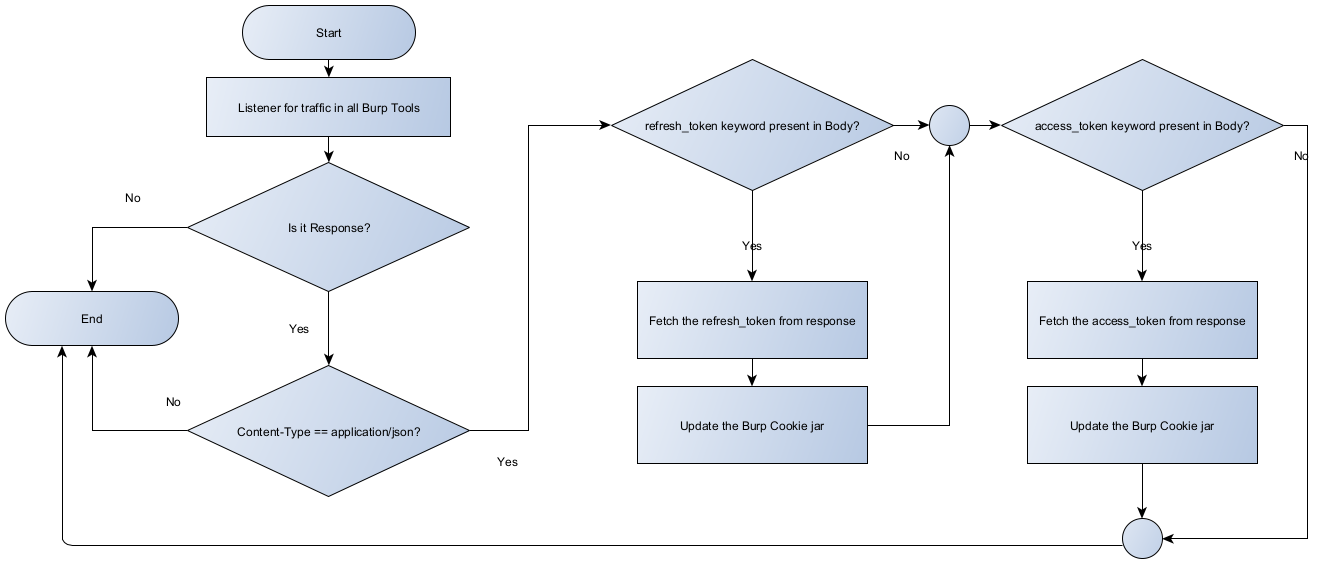 Start
Listener for traffic in all Burp Tools
Is it Response?
No
Yes
End
Content-Type == application/json?
No
Yes
refresh_token keyword present in Body?
No
Yes
Fetch the refresh_token from response
Update the Burp Cookie jar
access_token keyword present in Body?
No
Yes
Fetch the access_token from response
Update the Burp Cookie jar